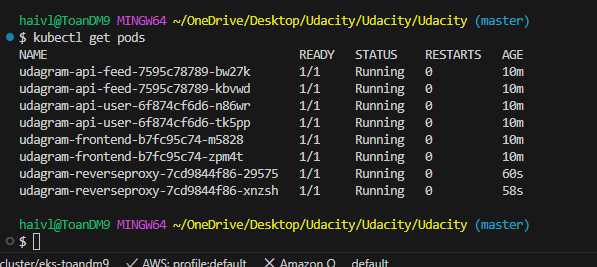 haivl@ToanDM9 MINGW64 ~/OneDrive/Desktop/Udacity/Udacity/Udacity (master)
$ kubectl get pods
NAME READY STATUS RESTARTS AGE
udagram-api-feed-7595c78789-bw27k 1/1 Running 0 10m
udagram-api-feed-7595c78789-kbvwd 1/1 Running 0 10m
udagram-api-user-6f874cf6d6-n86wr 1/1 Running 0 10m
udagram-api-user-6f874cf6d6-tk5pp 1/1 Running 0 10m
udagram-frontend-b7fc95c74-m5828 1/1 Running 0 10m
udagram-frontend-b7fc95c74-zpm4t 1/1 Running 0 10m
udagram-reverseproxy-7cd9844f86-29575 1/1 Running 0 60s
udagram-reverseproxy-7cd9844f86-xnzsh 1/1 Running 0 58s
haivl@ToanDM9 MINGW64 ~/OneDrive/Desktop/Udacity/Udacity/Udacity (master)
$
cluster/eks-toandm9 AWS: profile:default Amazon Q default